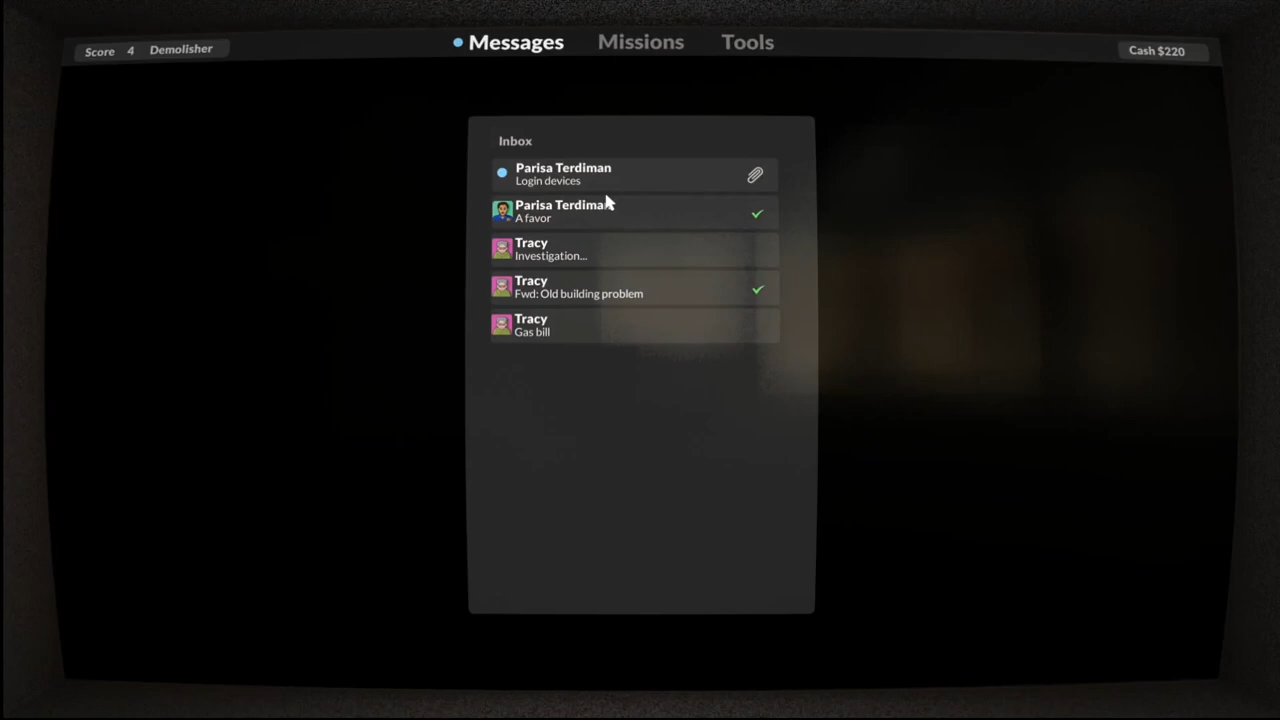 Score 4 Demolisher
Messages Missions Tools
Cash $220
Inbox
Parisa Terdiman
Login devices
Parisa Terdiman
A favor
Tracy
Investigation...
Tracy
Fwd: Old building problem
Tracy
Gas bill